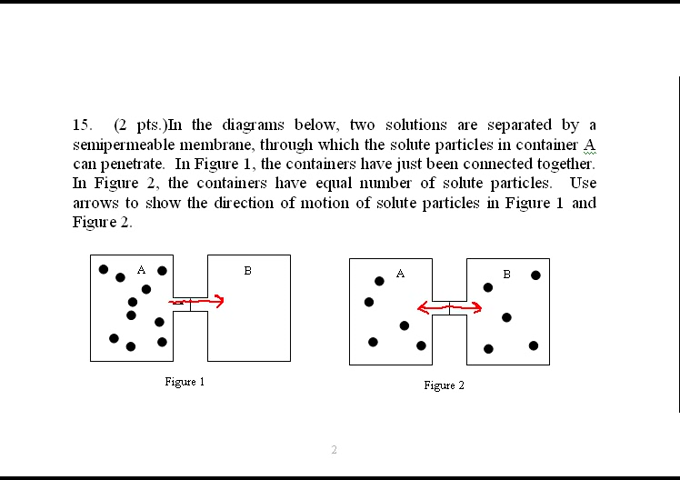 15. (2 pts.)In the diagrams below, two solutions are separated by a
semipermeable membrane, through which the solute particles in container A
can penetrate. In Figure 1, the containers have just been connected together.
In Figure 2, the containers have equal number of solute particles. Use
arrows to show the direction of motion of solute particles in Figure 1 and
Figure 2.
A B
A B
Figure 1
Figure 2
2